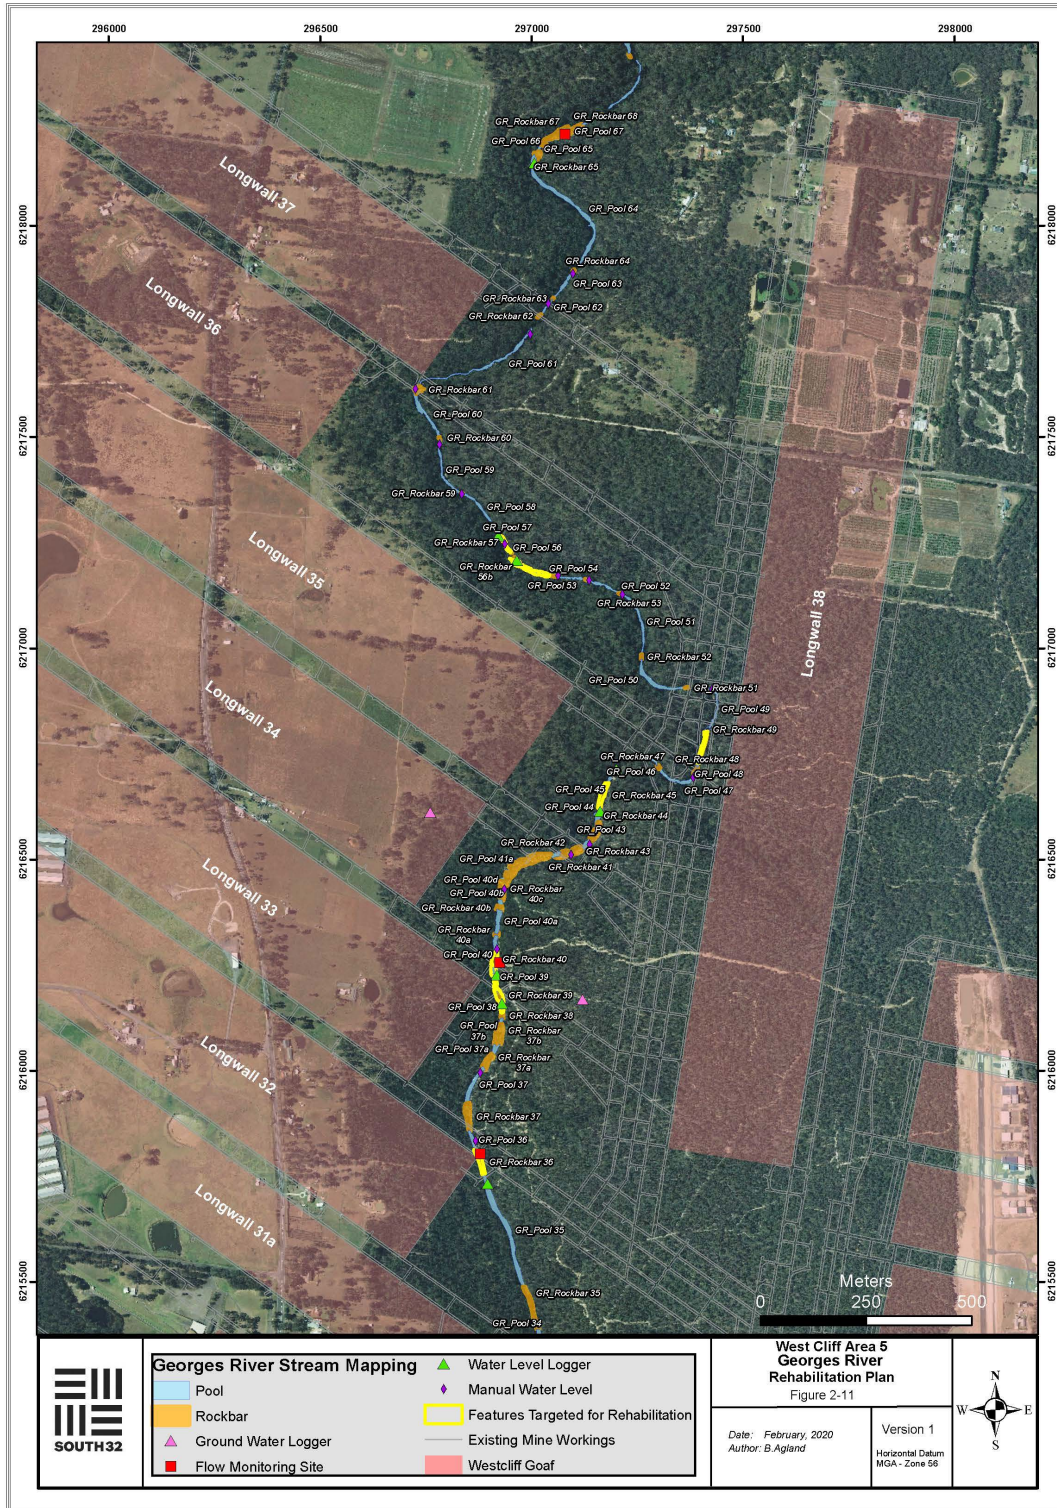 296000
296500
297000
297500
298000
GR_Rockbar 67
GR_Rockbar 68
GR_Pool 67
GR_Pool 66
GR_Pool 65
GR_Rockbar 65
Longwall 37
GR_Pool 64
6218000
6218000
GR_Rockbar 64
GR_Pool 63
GR_Rockbar 63
GR_Pool 62
GR_Rockbar 62
Longwall 36
GR_Pool 61
GR_Rockbar 61
GR_Pool 60
6217500
6217500
GR_Rockbar 60
GR_Pool 59
GR_Rockbar 59
GR_Pool 58
GR_Pool 57
GR_Rockbar 57
GR_Pool 56
GR_Rockbar
56b
GR_Pool 54
GR_Pool 53
GR_Pool 52
GR_Rockbar 53
GR_Pool 51
Longwall 35
Longwall 38
6217000
6217000
GR_Rockbar 52
GR_Pool 50
GR_Rockbar 51
GR_Pool 49
GR_Rockbar 49
Longwall 34
GR_Rockbar 47
GR_Rockbar 48
GR_Pool 46
GR_Pool 48
GR_Pool 47
GR_Pool 45
GR_Rockbar 45
GR_Pool 44
GR_Rockbar 44
GR_Pool 43
GR_Rockbar 42
GR_Rockbar 43
GR_Pool 41a
GR_Rockbar 41
6216500
6216500
GR_Pool 40d
GR_Pool 40b
GR_Rockbar
40c
GR_Rockbar 40b
GR_Pool 40a
Longwall 33
GR_Rockbar
40a
GR_Pool 40
GR_Rockbar 40
GR_Pool 39
GR_Rockbar 39
GR_Pool 38
GR_Rockbar 38
GR_Pool
37b
GR_Rockbar
37b
GR_Pool 37a
GR_Rockbar
37a
GR_Pool 37
6216000
6216000
Longwall 32
GR_Rockbar 37
GR_Pool 36
GR_Rockbar 36
Longwall 31a
GR_Pool 35
GR_Rockbar 35
GR_Pool 34
6215500
6215500
Meters
0 250 500
SOUTH32
Georges River Stream Mapping
Pool
Rockbar
Ground Water Logger
Flow Monitoring Site
Water Level Logger
Manual Water Level
Features Targeted for Rehabilitation
Existing Mine Workings
Westcliff Goaf
West Cliff Area 5
Georges River
Rehabilitation Plan
Figure 2-11
Date: February, 2020
Author: B.Agland
Version 1
Horizontal Datum
MGA - Zone 56
N
W E
S